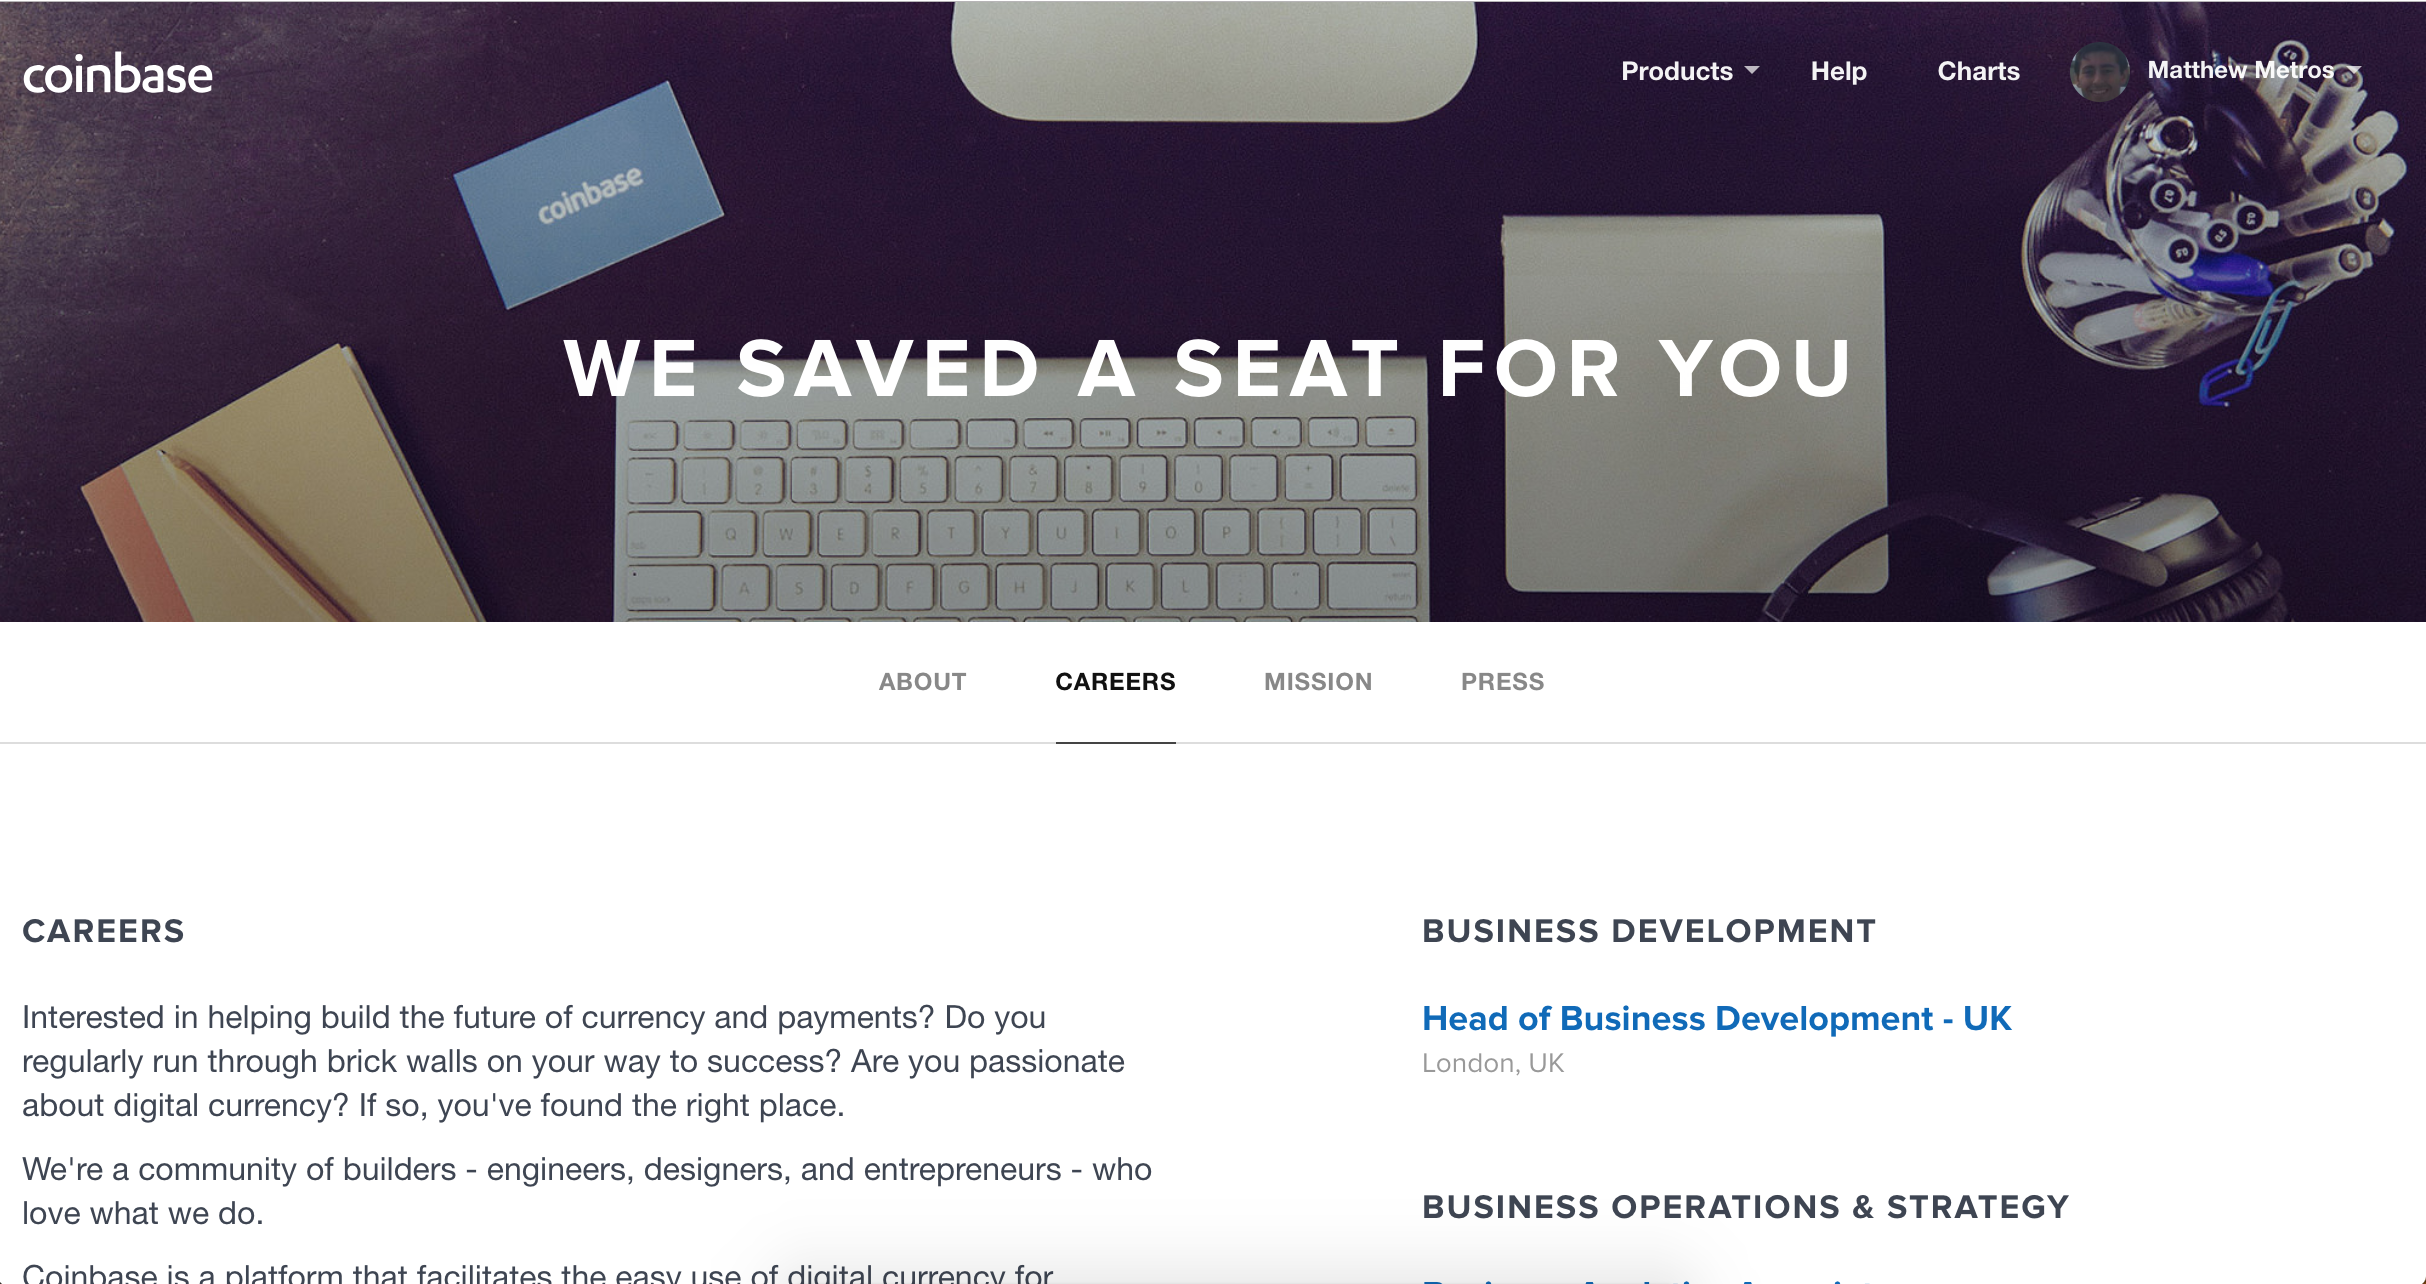 coinbase
Products
Help
Charts
Matthew Metros
coinbase
WE SAVED A SEAT FOR YOU
Q W E R T Y U I O P
A S D F G H J K L
return
ABOUT
CAREERS
MISSION
PRESS
CAREERS
Interested in helping build the future of currency and payments? Do you
regularly run through brick walls on your way to success? Are you passionate
about digital currency? If so, you've found the right place.
We're a community of builders - engineers, designers, and entrepreneurs - who
love what we do.
Coinbase is a platform that facilitates the easy use of digital currency for
BUSINESS DEVELOPMENT
Head of Business Development - UK
London, UK
BUSINESS OPERATIONS & STRATEGY